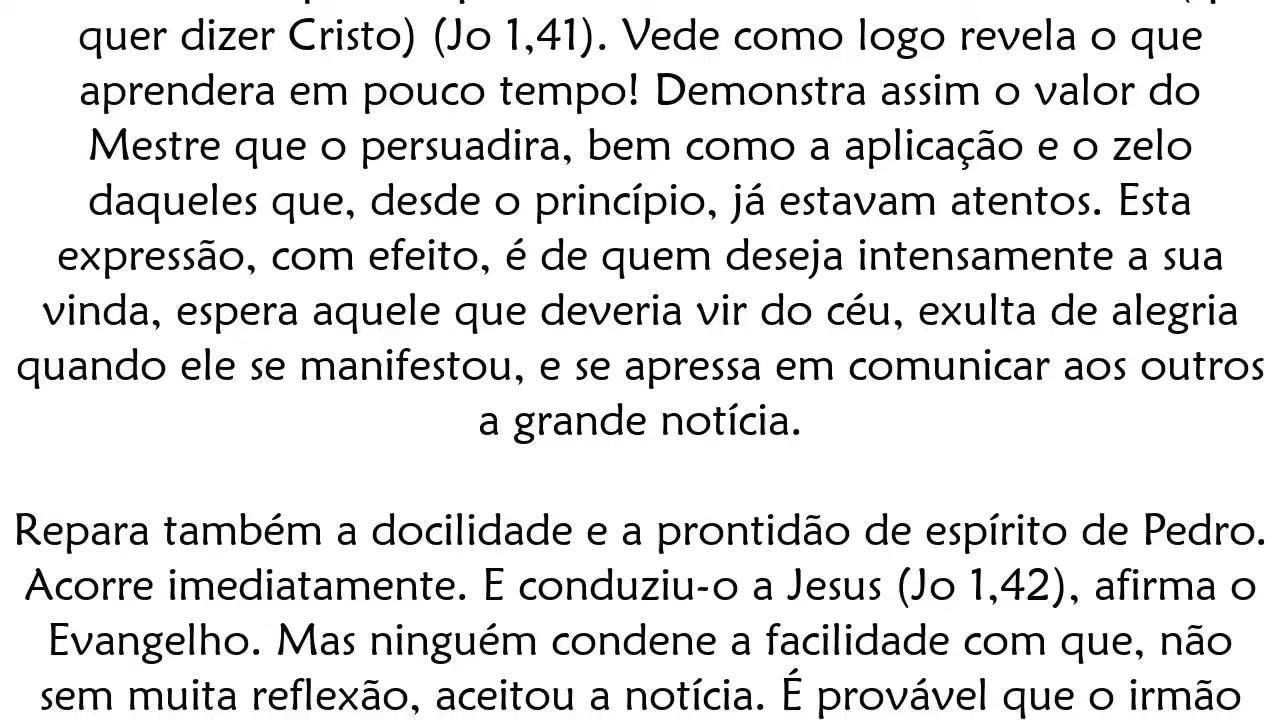 quer dizer Cristo) (Jo 1,41). Vede como logo revela o que
aprendera em pouco tempo! Demonstra assim o valor do
Mestre que o persuadira, bem como a aplicação e o zelo
daqueles que, desde o princípio, já estavam atentos. Esta
expressão, com efeito, é de quem deseja intensamente a sua
vinda, espera aquele que deveria vir do céu, exulta de alegria
quando ele se manifestou, e se apressa em comunicar aos outros
a grande notícia.
Repara também a docilidade e a prontidão de espírito de Pedro.
Acorre imediatamente. E conduziu-o a Jesus (Jo 1,42), afirma o
Evangelho. Mas ninguém condene a facilidade com que, não
sem muita reflexão, aceitou a notícia. É provável que o irmão